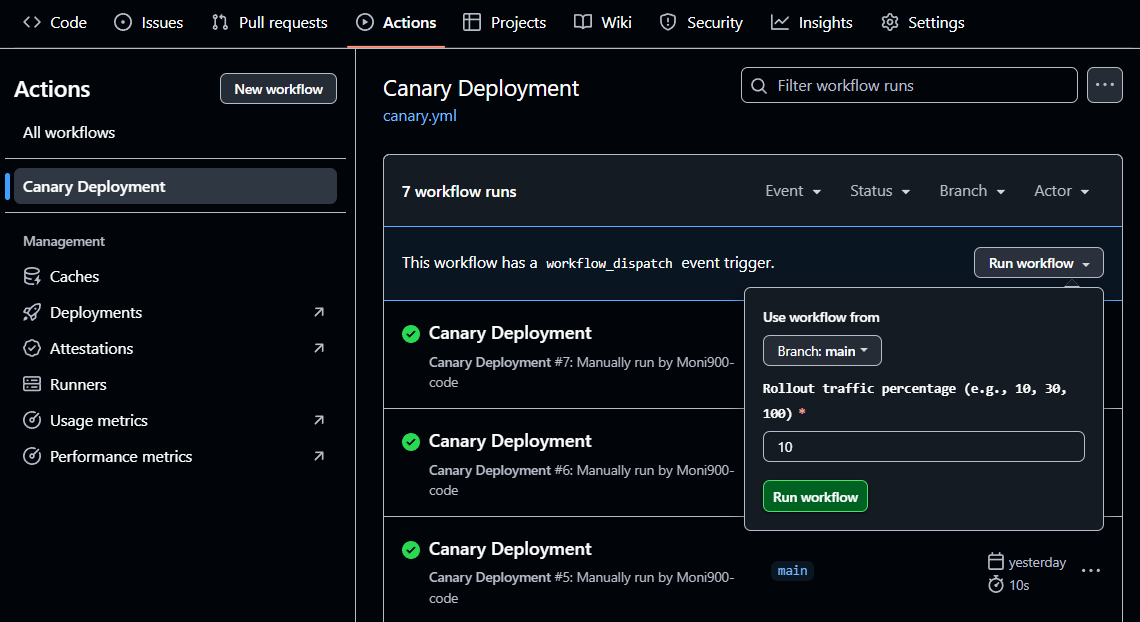 Code Issues Pull requests Actions Projects Wiki Security Insights Settings
Actions
New workflow
All workflows
Canary Deployment
Management
Caches
Deployments
Attestations
Runners
Usage metrics
Performance metrics
Canary Deployment
canary.yml
Filter workflow runs
7 workflow runs
Event Status Branch Actor
This workflow has a workflow_dispatch event trigger.
Run workflow
Use workflow from
Branch: main
Rollout traffic percentage (e.g., 10, 30,
100) *
10
Run workflow
Canary Deployment
Canary Deployment #7: Manually run by Moni900-
code
Canary Deployment
Canary Deployment #6: Manually run by Moni900-
code
Canary Deployment
Canary Deployment #5: Manually run by Moni900-
code
main
yesterday
10s